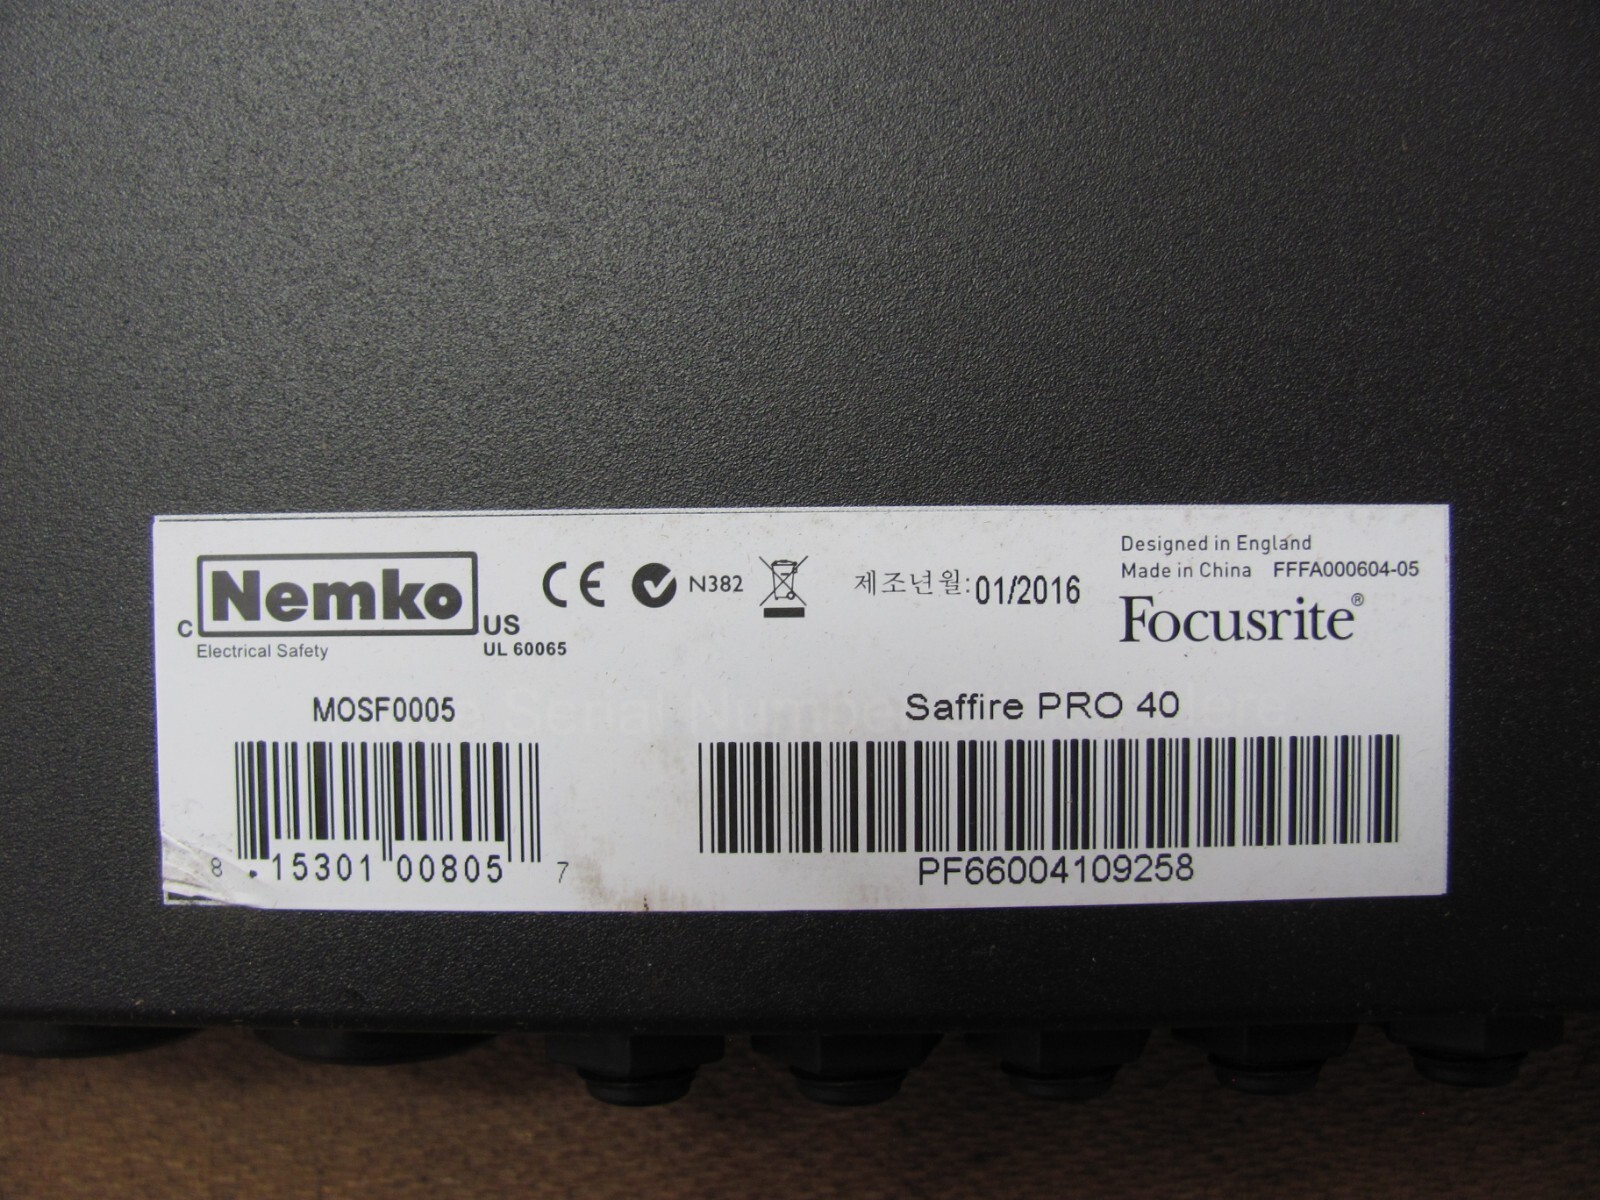 Nemko
c US
Electrical Safety UL 60065
CE N382
제조년월: 01/2016
Designed in England
Made in China FFFA000604-05
Focusrite®
MOSF0005
Saffire PRO 40
8 15301 00805 7
PF66004109258